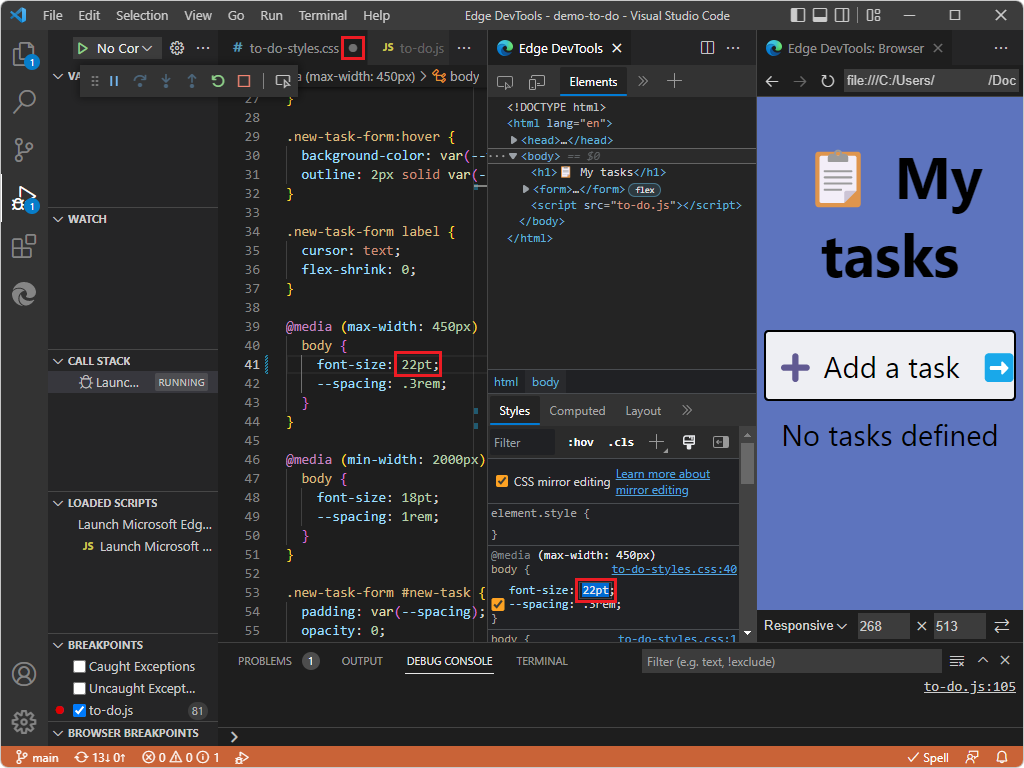 File Edit Selection View Go Run Terminal Help
Edge DevTools - demo-to-do - Visual Studio Code
No Cor
to-do-styles.css
JS to-do.js
Edge DevTools
Edge DevTools: Browser
(max-width: 450px) > body
Elements
file:///C:/Users/ /Doc
WATCH
CALL STACK
Launc...
RUNNING
LOADED SCRIPTS
Launch Microsoft Edg...
JS Launch Microsoft ...
BREAKPOINTS
Caught Exceptions
Uncaught Except...
to-do.js
81
BROWSER BREAKPOINTS
1
1
27 }
28
29 .new-task-form:hover {
30 background-color: var(--
31 outline: 2px solid var(-
32 }
33
34 .new-task-form label {
35 cursor: text;
36 flex-shrink: 0;
37 }
38
39 @media (max-width: 450px)
40 body {
41 font-size: 22pt;
42 --spacing: .3rem;
43 }
44 }
45
46 @media (min-width: 2000px)
47 body {
48 font-size: 18pt;
49 --spacing: 1rem;
50 }
51 }
52
53 .new-task-form #new-task {
54 padding: var(--spacing);
55 opacity: 0;
<!DOCTYPE html>
<html lang="en">
<head>…</head>
<body> == $0
<h1>📋 My tasks</h1>
<form>…</form> flex
<script src="to-do.js"></script>
</body>
</html>
html body
Styles Computed Layout
Filter
:hov .cls
CSS mirror editing
Learn more about
mirror editing
element.style {
}
@media (max-width: 450px)
body {
to-do-styles.css:40
font-size: 22pt;
--spacing: .3rem;
}
body {
to-do-styles.css:1
My
tasks
Add a task
No tasks defined
Responsive
268 × 513
PROBLEMS 1 OUTPUT DEBUG CONSOLE TERMINAL
Filter (e.g. text, !exclude)
to-do.js:105
main 13↓ 0↑ 0 0 1
Spell